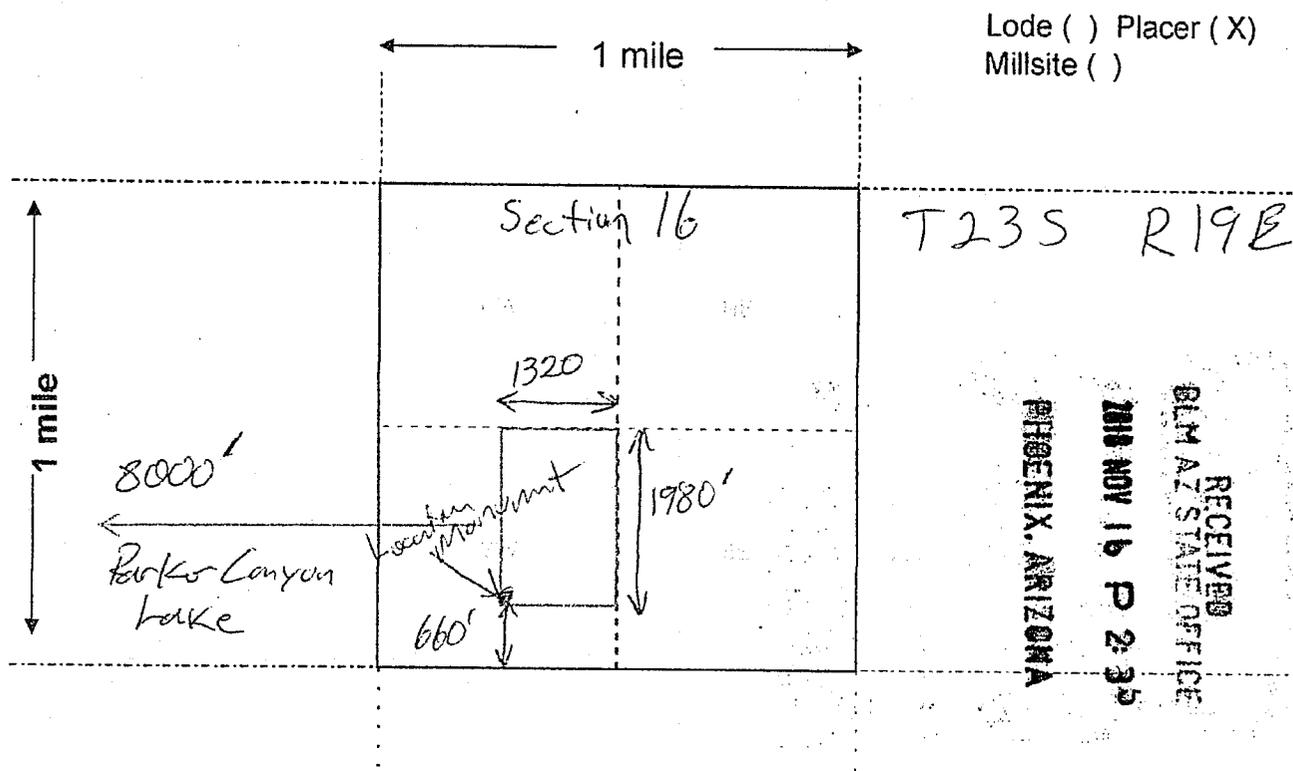 Lode ( ) Placer ( X)
Millsite ( )
1 mile
Section 16
T23S R19E
1320
1 mile
8000'
Location
Monument
1980'
Parker Canyon
Lake
660'
RECEIVED
BLM AZ STATE OFFICE
NOV 16 P 2:35
PHOENIX, ARIZONA